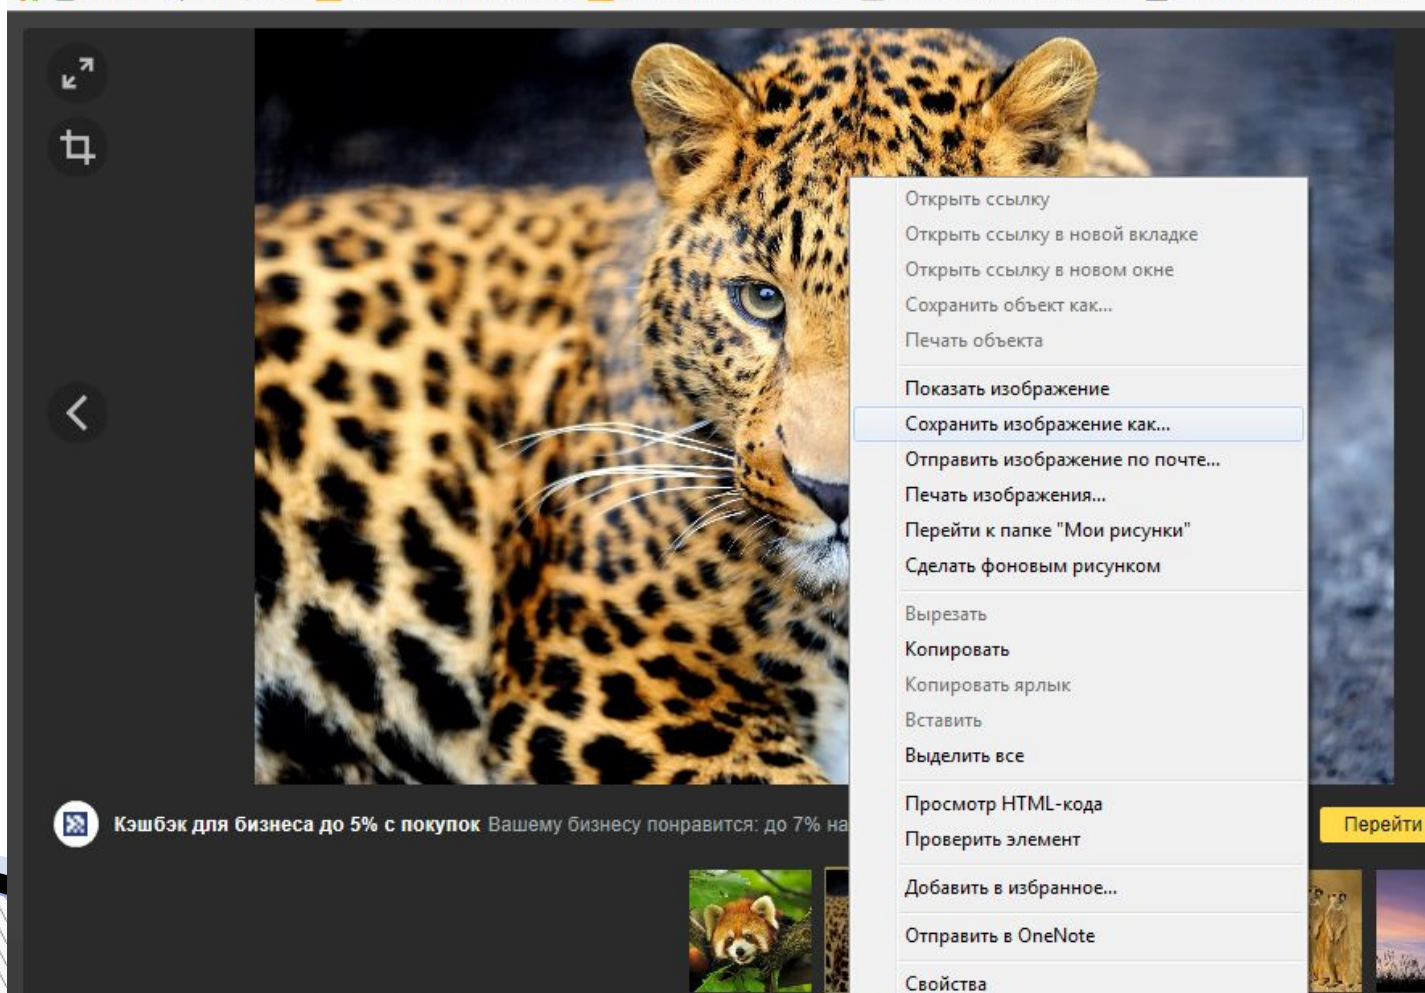 Открыть ссылку
Открыть ссылку в новой вкладке
Открыть ссылку в новом окне
Сохранить объект как...
Печать объекта
Показать изображение
Сохранить изображение как...
Отправить изображение по почте...
Печать изображения...
Перейти к папке "Мои рисунки"
Сделать фоновым рисунком
Вырезать
Копировать
Копировать ярлык
Вставить
Выделить все
Просмотр HTML-кода
Проверить элемент
Добавить в избранное...
Отправить в OneNote
Свойства
Кэшбэк для бизнеса до 5% с покупок Вашему бизнесу понравится: до 7% на
Перейти